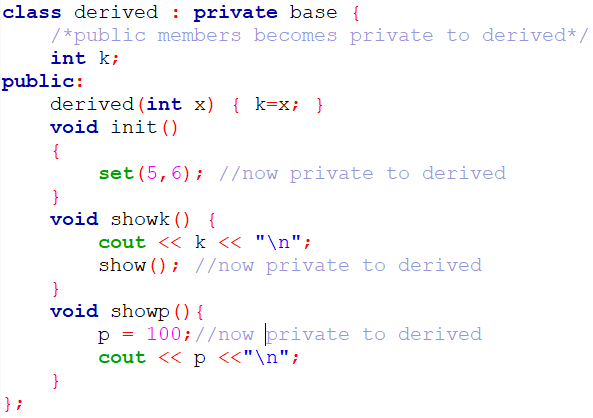 class derived : private base {
    /*public members becomes private to derived*/
    int k;
public:
    derived(int x) { k=x; }
    void init()
    {
        set(5,6); //now private to derived
    }
    void showk() {
        cout << k << "\n";
        show(); //now private to derived
    }
    void showp(){
        p = 100;//now private to derived
        cout << p <<"\n";
    }
};